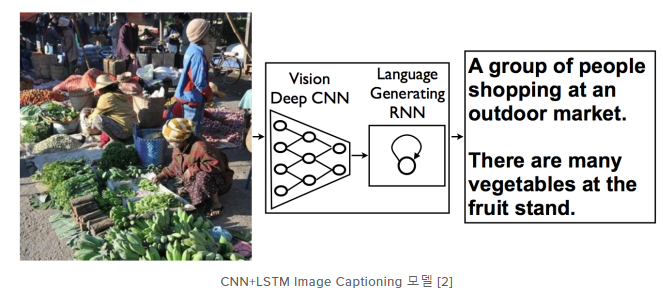 Vision
Deep CNN
Language
Generating
RNN
A group of people
shopping at an
outdoor market.
There are many
vegetables at the
fruit stand.
CNN+LSTM Image Captioning 모델 [2]